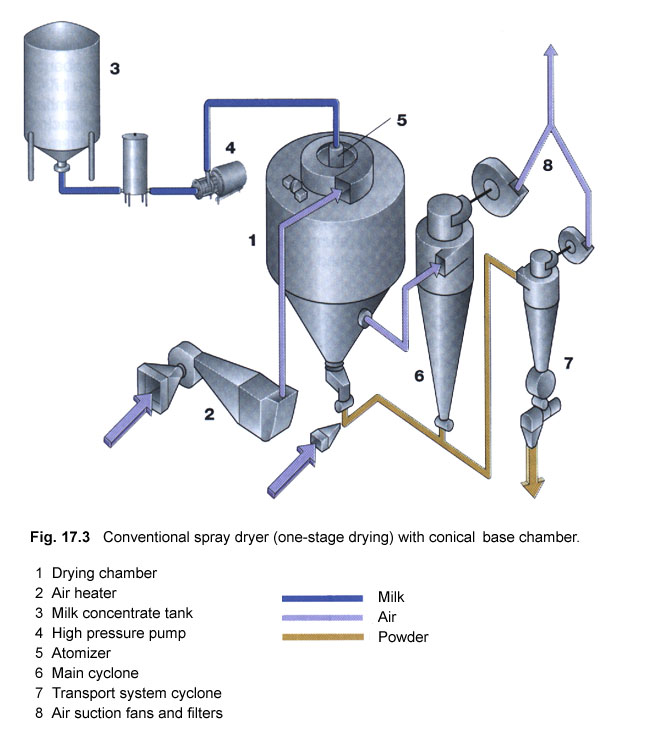 3
4
5
8
1
2
6
7
Fig. 17.3 Conventional spray dryer (one-stage drying) with conical base chamber.
1 Drying chamber
2 Air heater
3 Milk concentrate tank
4 High pressure pump
5 Atomizer
6 Main cyclone
7 Transport system cyclone
8 Air suction fans and filters
Milk
Air
Powder